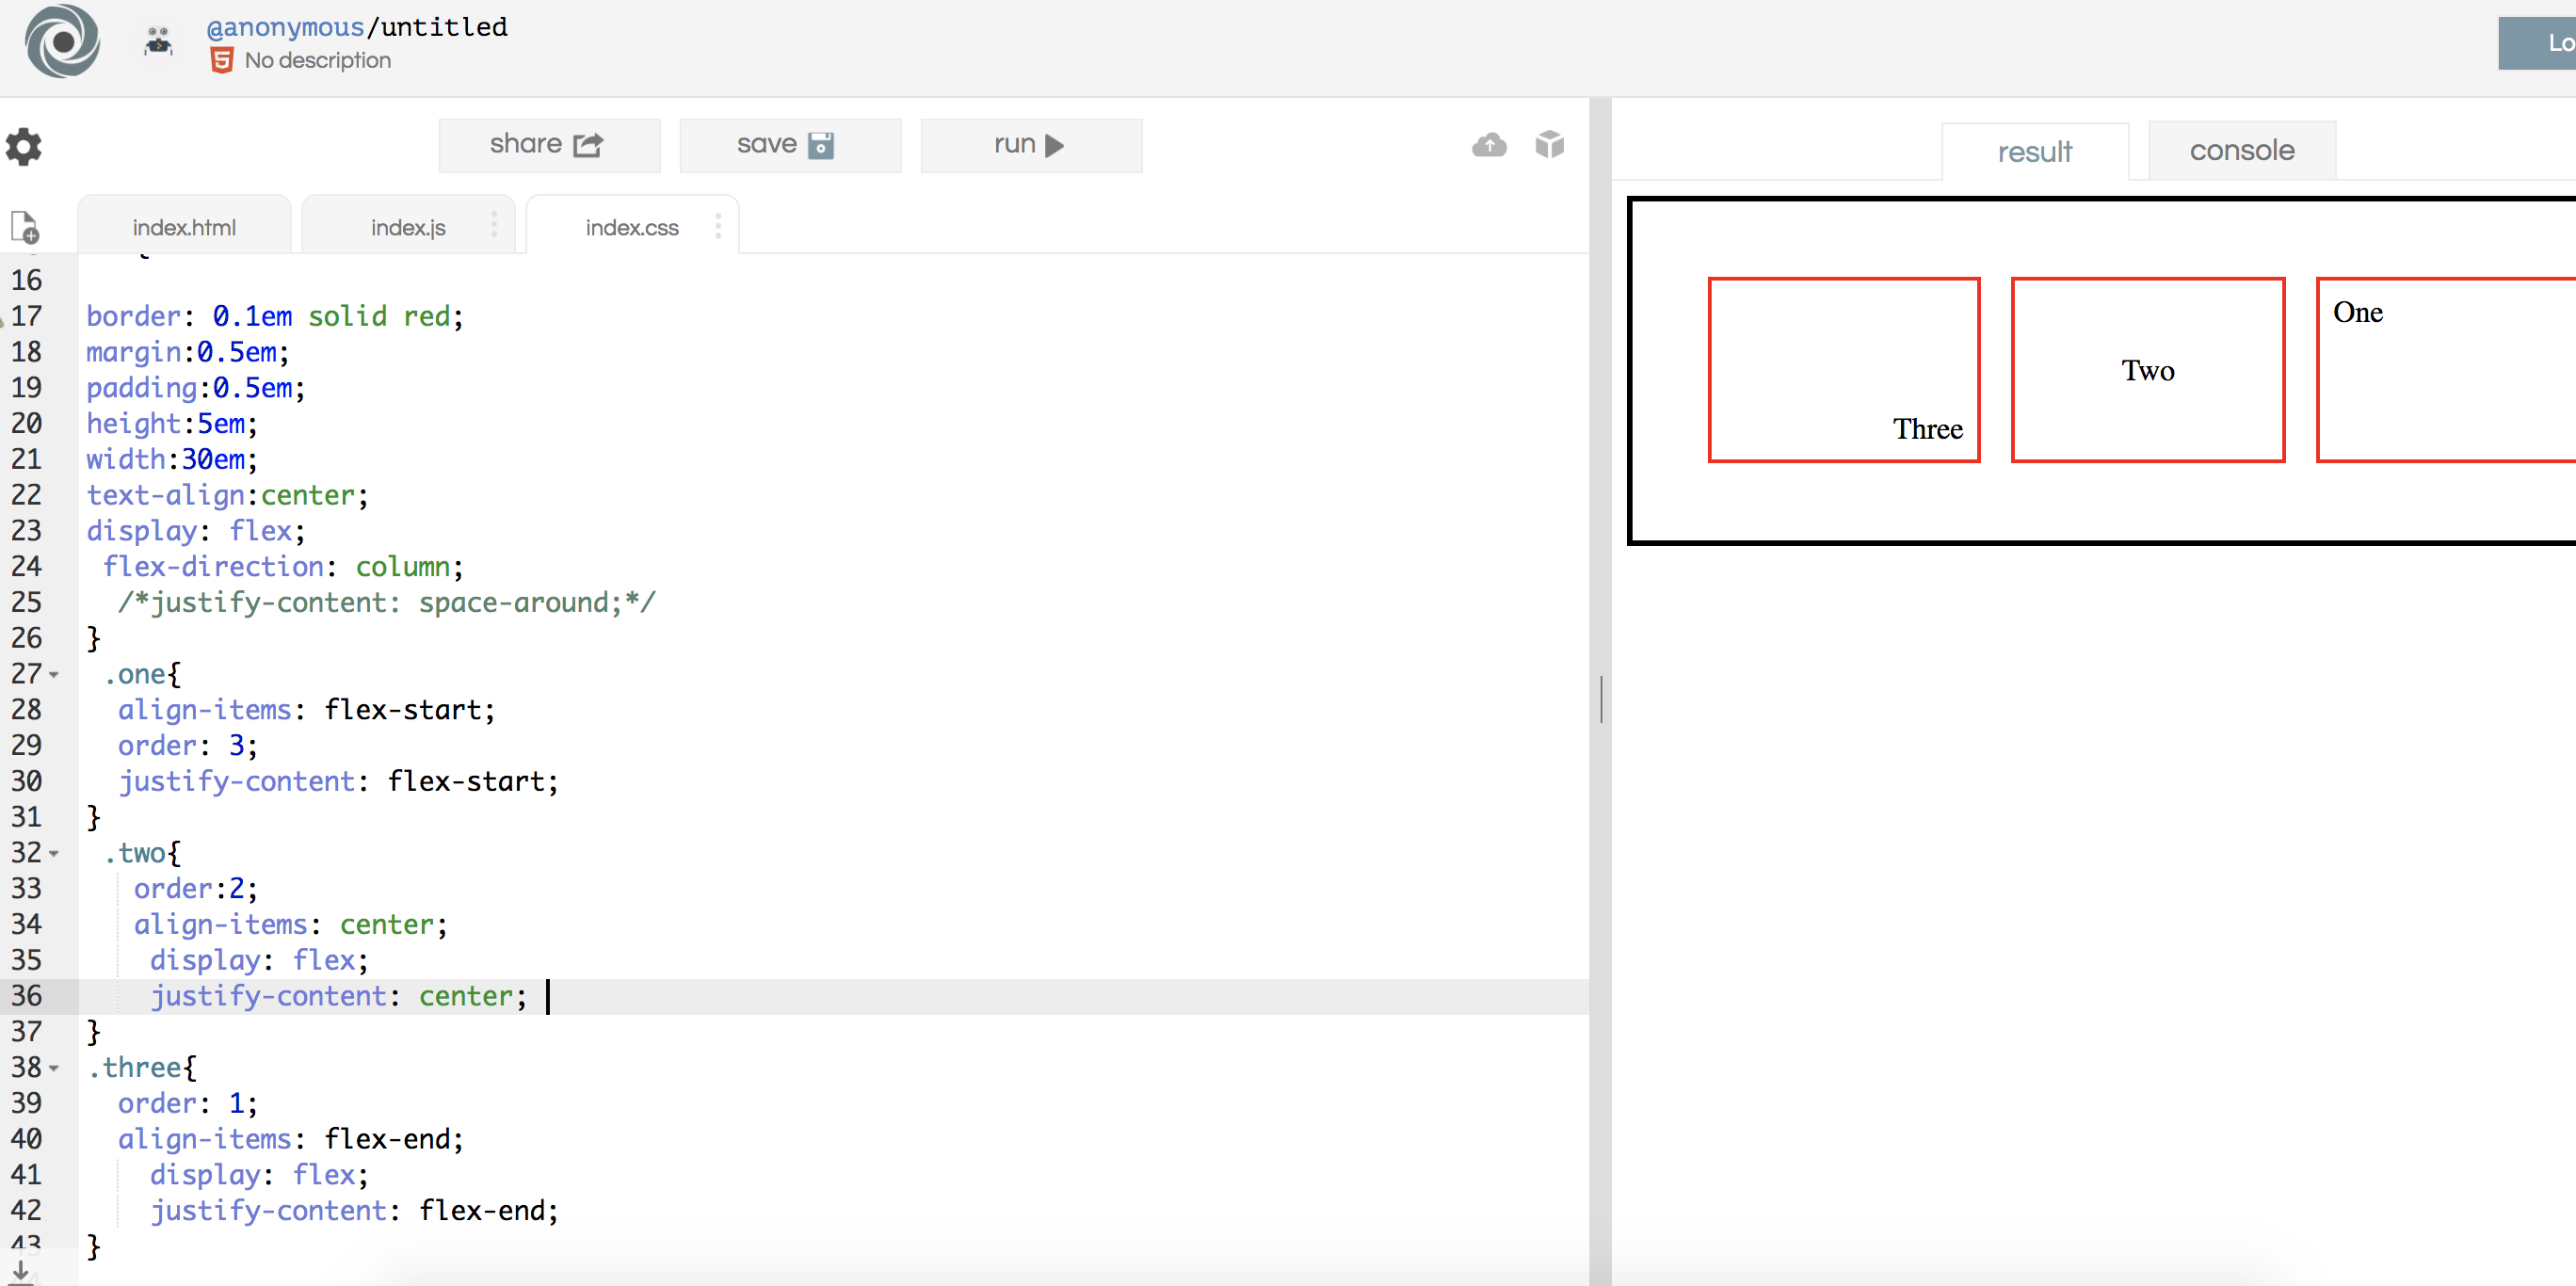 @anonymous/untitled
No description
Lo
share
save
run
result
console
index.html
index.js
index.css
{
16
17 border: 0.1em solid red;
18 margin:0.5em;
19 padding:0.5em;
20 height:5em;
21 width:30em;
22 text-align:center;
23 display: flex;
24 flex-direction: column;
25 /*justify-content: space-around;*/
26 }
27 .one{
28 align-items: flex-start;
29 order: 3;
30 justify-content: flex-start;
31 }
32 .two{
33 order:2;
34 align-items: center;
35 display: flex;
36 justify-content: center;
37 }
38 .three{
39 order: 1;
40 align-items: flex-end;
41 display: flex;
42 justify-content: flex-end;
43 }
One
Two
Three